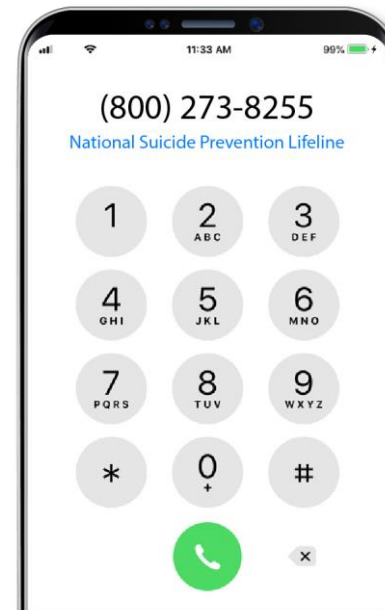 11:33 AM 99%
(800) 273-8255
National Suicide Prevention Lifeline
1 2 3
ABC DEF
4 5 6
GHI JKL MNO
7 8 9
PQRS TUV WXYZ
* 0 #
+